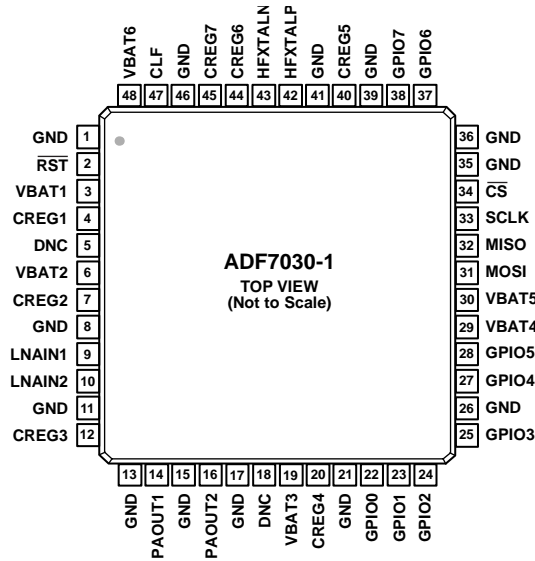 VBAT6
CLF
GND
CREG7
CREG6
HFXTALN
HFXTALP
GND
CREG5
GND
GPIO7
GPIO6
48 47 46 45 44 43 42 41 40 39 38 37
GND 1
RST 2
VBAT1 3
CREG1 4
DNC 5
VBAT2 6
CREG2 7
GND 8
LNAIN1 9
LNAIN2 10
GND 11
CREG3 12
ADF7030-1
TOP VIEW
(Not to Scale)
36 GND
35 GND
34 CS
33 SCLK
32 MISO
31 MOSI
30 VBAT5
29 VBAT4
28 GPIO5
27 GPIO4
26 GND
25 GPIO3
13 14 15 16 17 18 19 20 21 22 23 24
GND
PAOUT1
GND
PAOUT2
GND
DNC
VBAT3
CREG4
GND
GPIO0
GPIO1
GPIO2